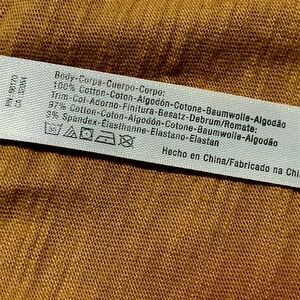 Body-Corps-Cuerpo-Corpo:
100% Cotton-Coton-Algodón-Cotone-Baumwolle-Algodão
Trim-Col-Adorno-Finitura-Besatz-Debrum/Remate:
97% Cotton-Coton-Algodón-Cotone-Baumwolle-Algodão
3% Spandex-Élasthanne-Elastano-Elastan
Hecho en China/Fabricado na Chi